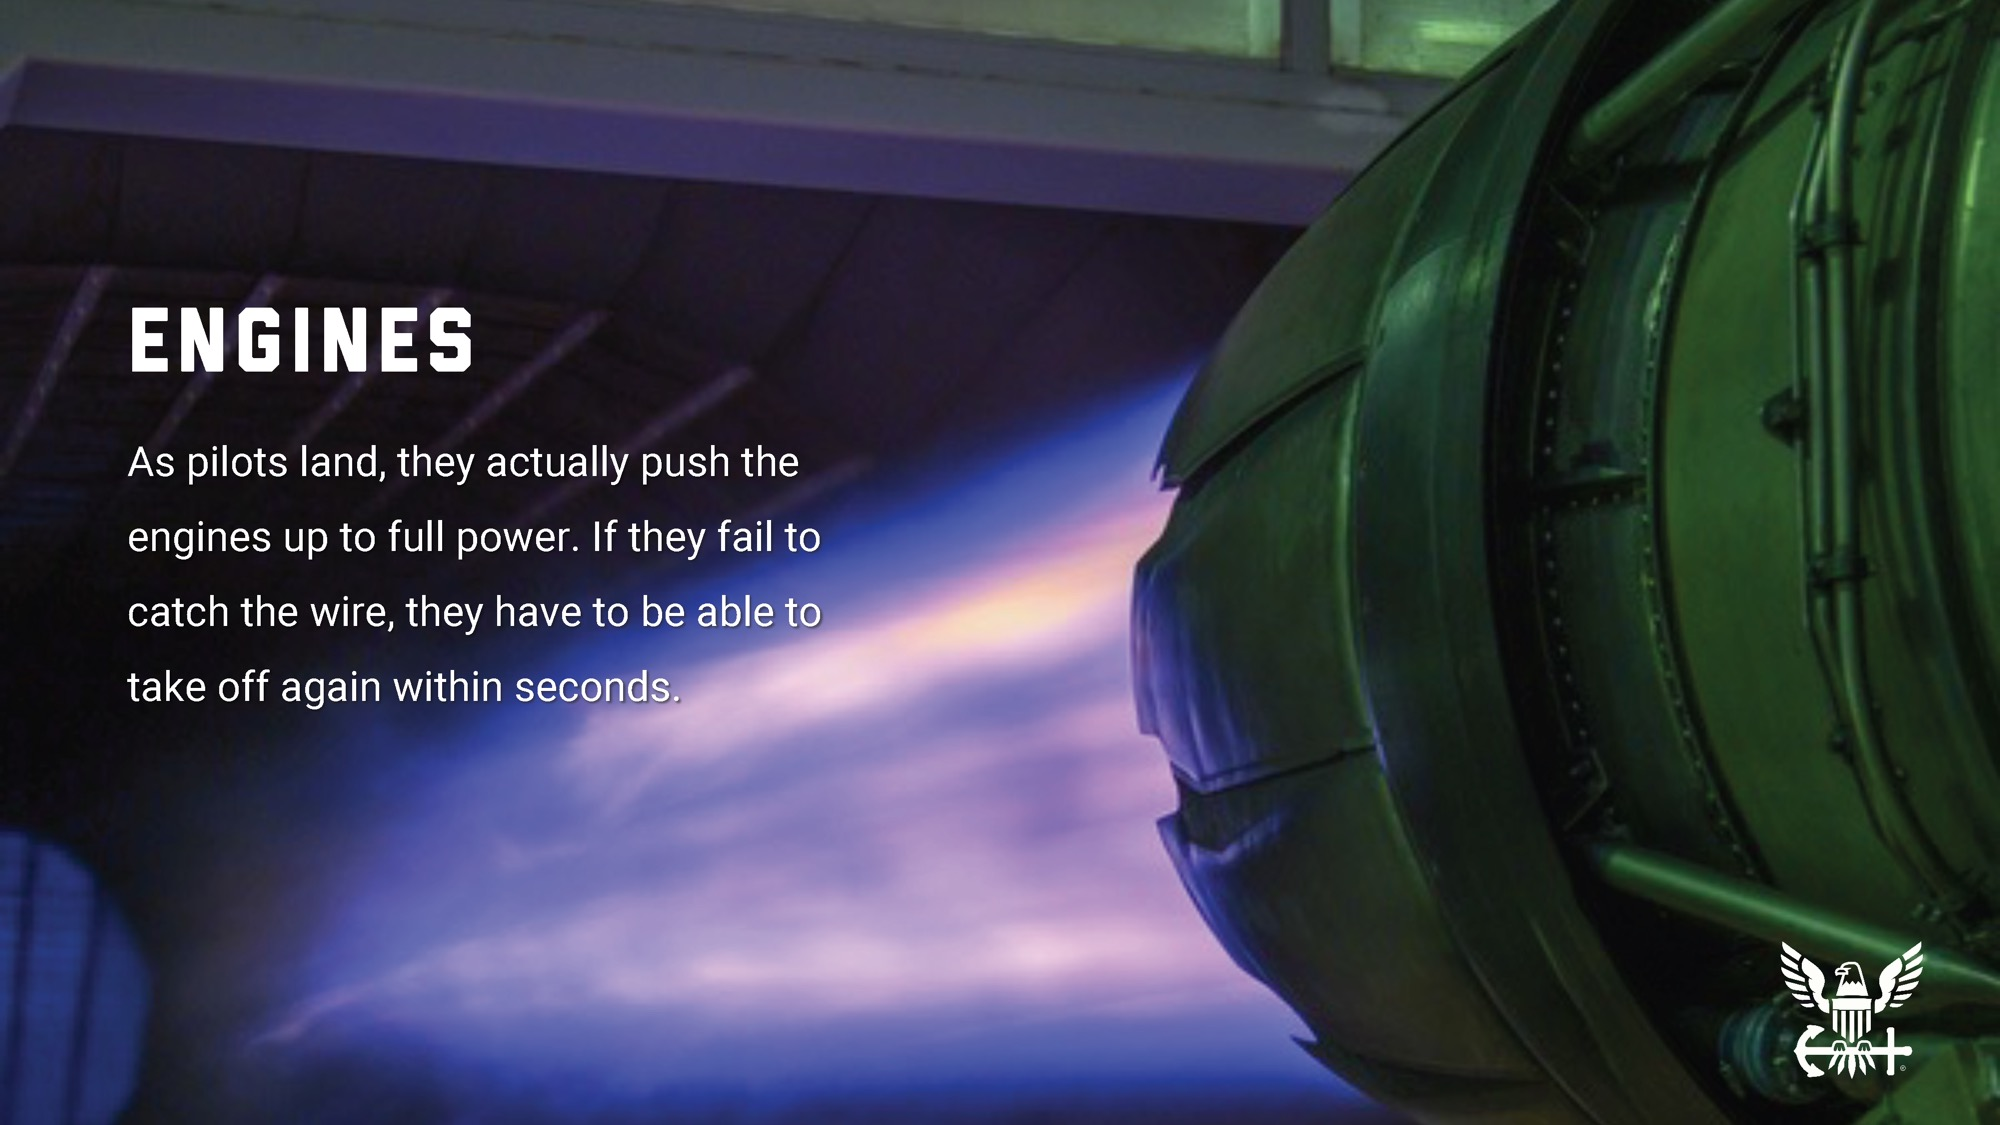 ENGINES
As pilots land, they actually push the
engines up to full power. If they fail to
catch the wire, they have to be able to
take off again within seconds.
®